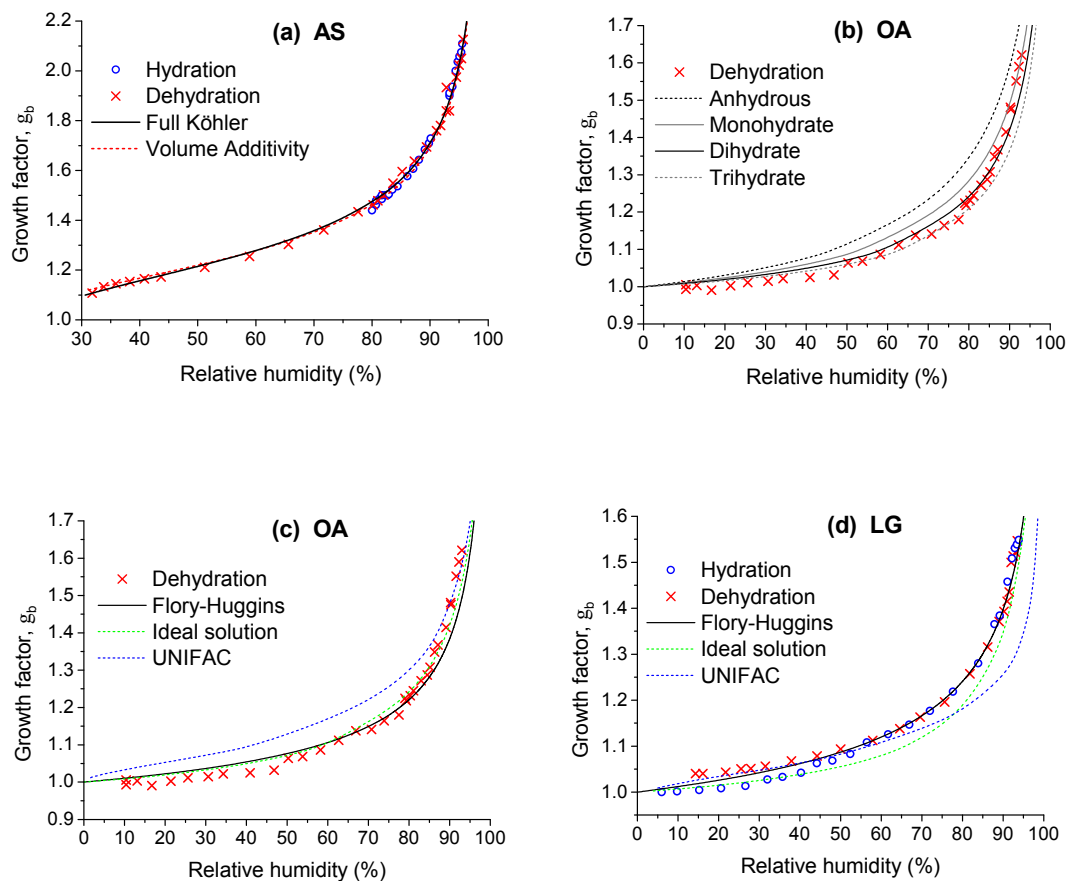 (a) AS
Hydration
Dehydration
Full Köhler
Volume Additivity
Growth factor, gb
2.2
2.0
1.8
1.6
1.4
1.2
1.0
30 40 50 60 70 80 90 100
Relative humidity (%)
(b) OA
Dehydration
Anhydrous
Monohydrate
Dihydrate
Trihydrate
Growth factor, gb
1.7
1.6
1.5
1.4
1.3
1.2
1.1
1.0
0.9
0 10 20 30 40 50 60 70 80 90 100
Relative humidity (%)
(c) OA
Dehydration
Flory-Huggins
Ideal solution
UNIFAC
Growth factor, gb
1.7
1.6
1.5
1.4
1.3
1.2
1.1
1.0
0.9
0 10 20 30 40 50 60 70 80 90 100
Relative humidity (%)
(d) LG
Hydration
Dehydration
Flory-Huggins
Ideal solution
UNIFAC
Growth factor, gb
1.6
1.5
1.4
1.3
1.2
1.1
1.0
0 10 20 30 40 50 60 70 80 90 100
Relative humidity (%)